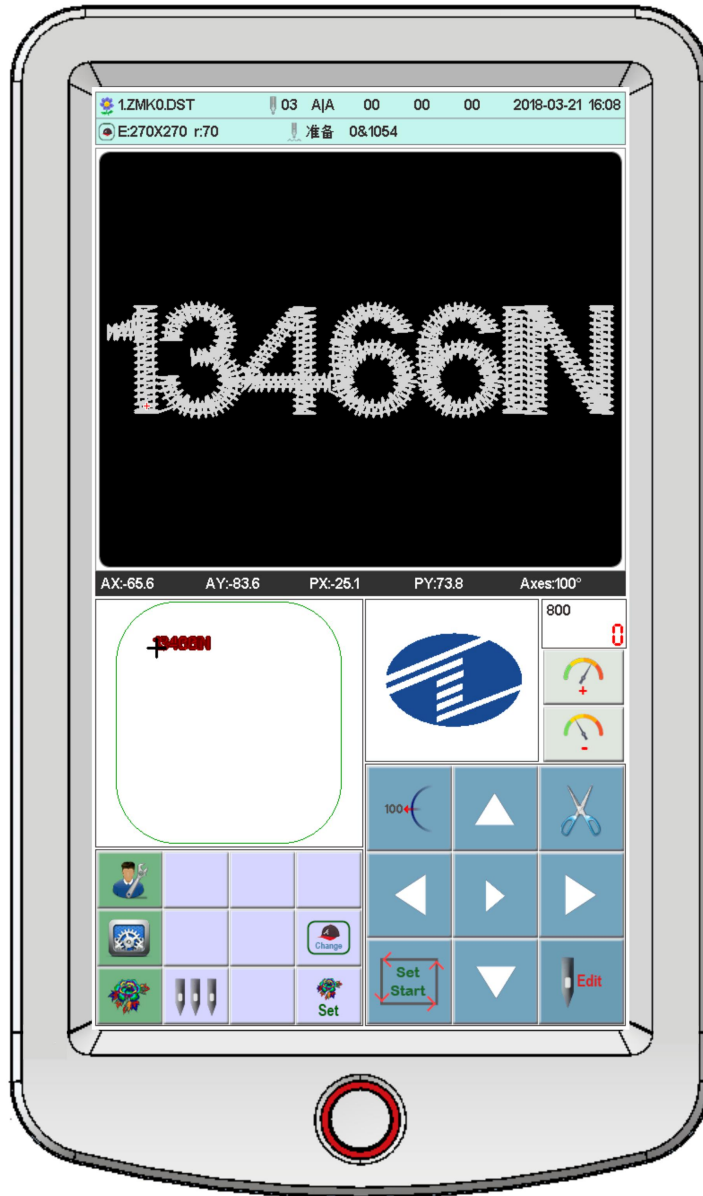 1.ZMK0.DST 03 A|A 00 00 00 2018-03-21 16:08
E:270X270 r:70 准备 0&1054
13466IN
AX:-65.6 AY:-83.6 PX:-25.1 PY:73.8 Axes:100°
13466IN
800
0
+
-
100
Change
Set
Start
Edit
Set